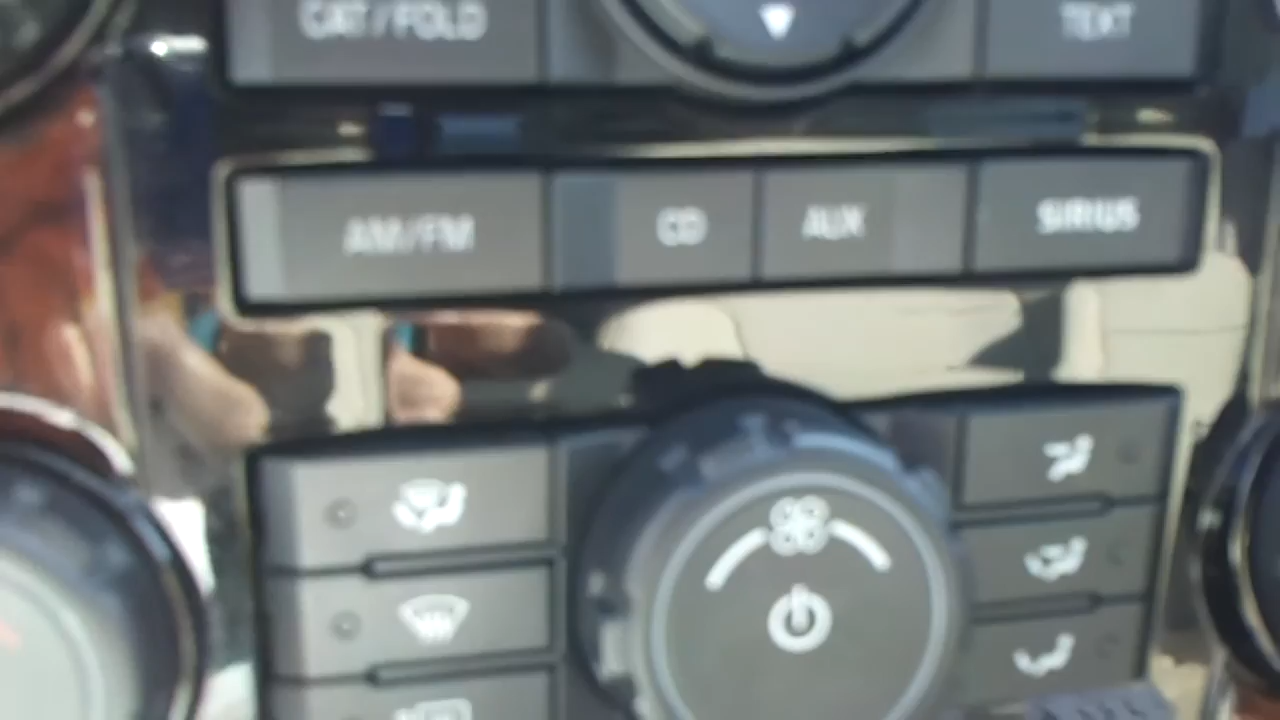 CAT / FOLD
TEXT
AM/FM
CD
AUX
SIRIUS